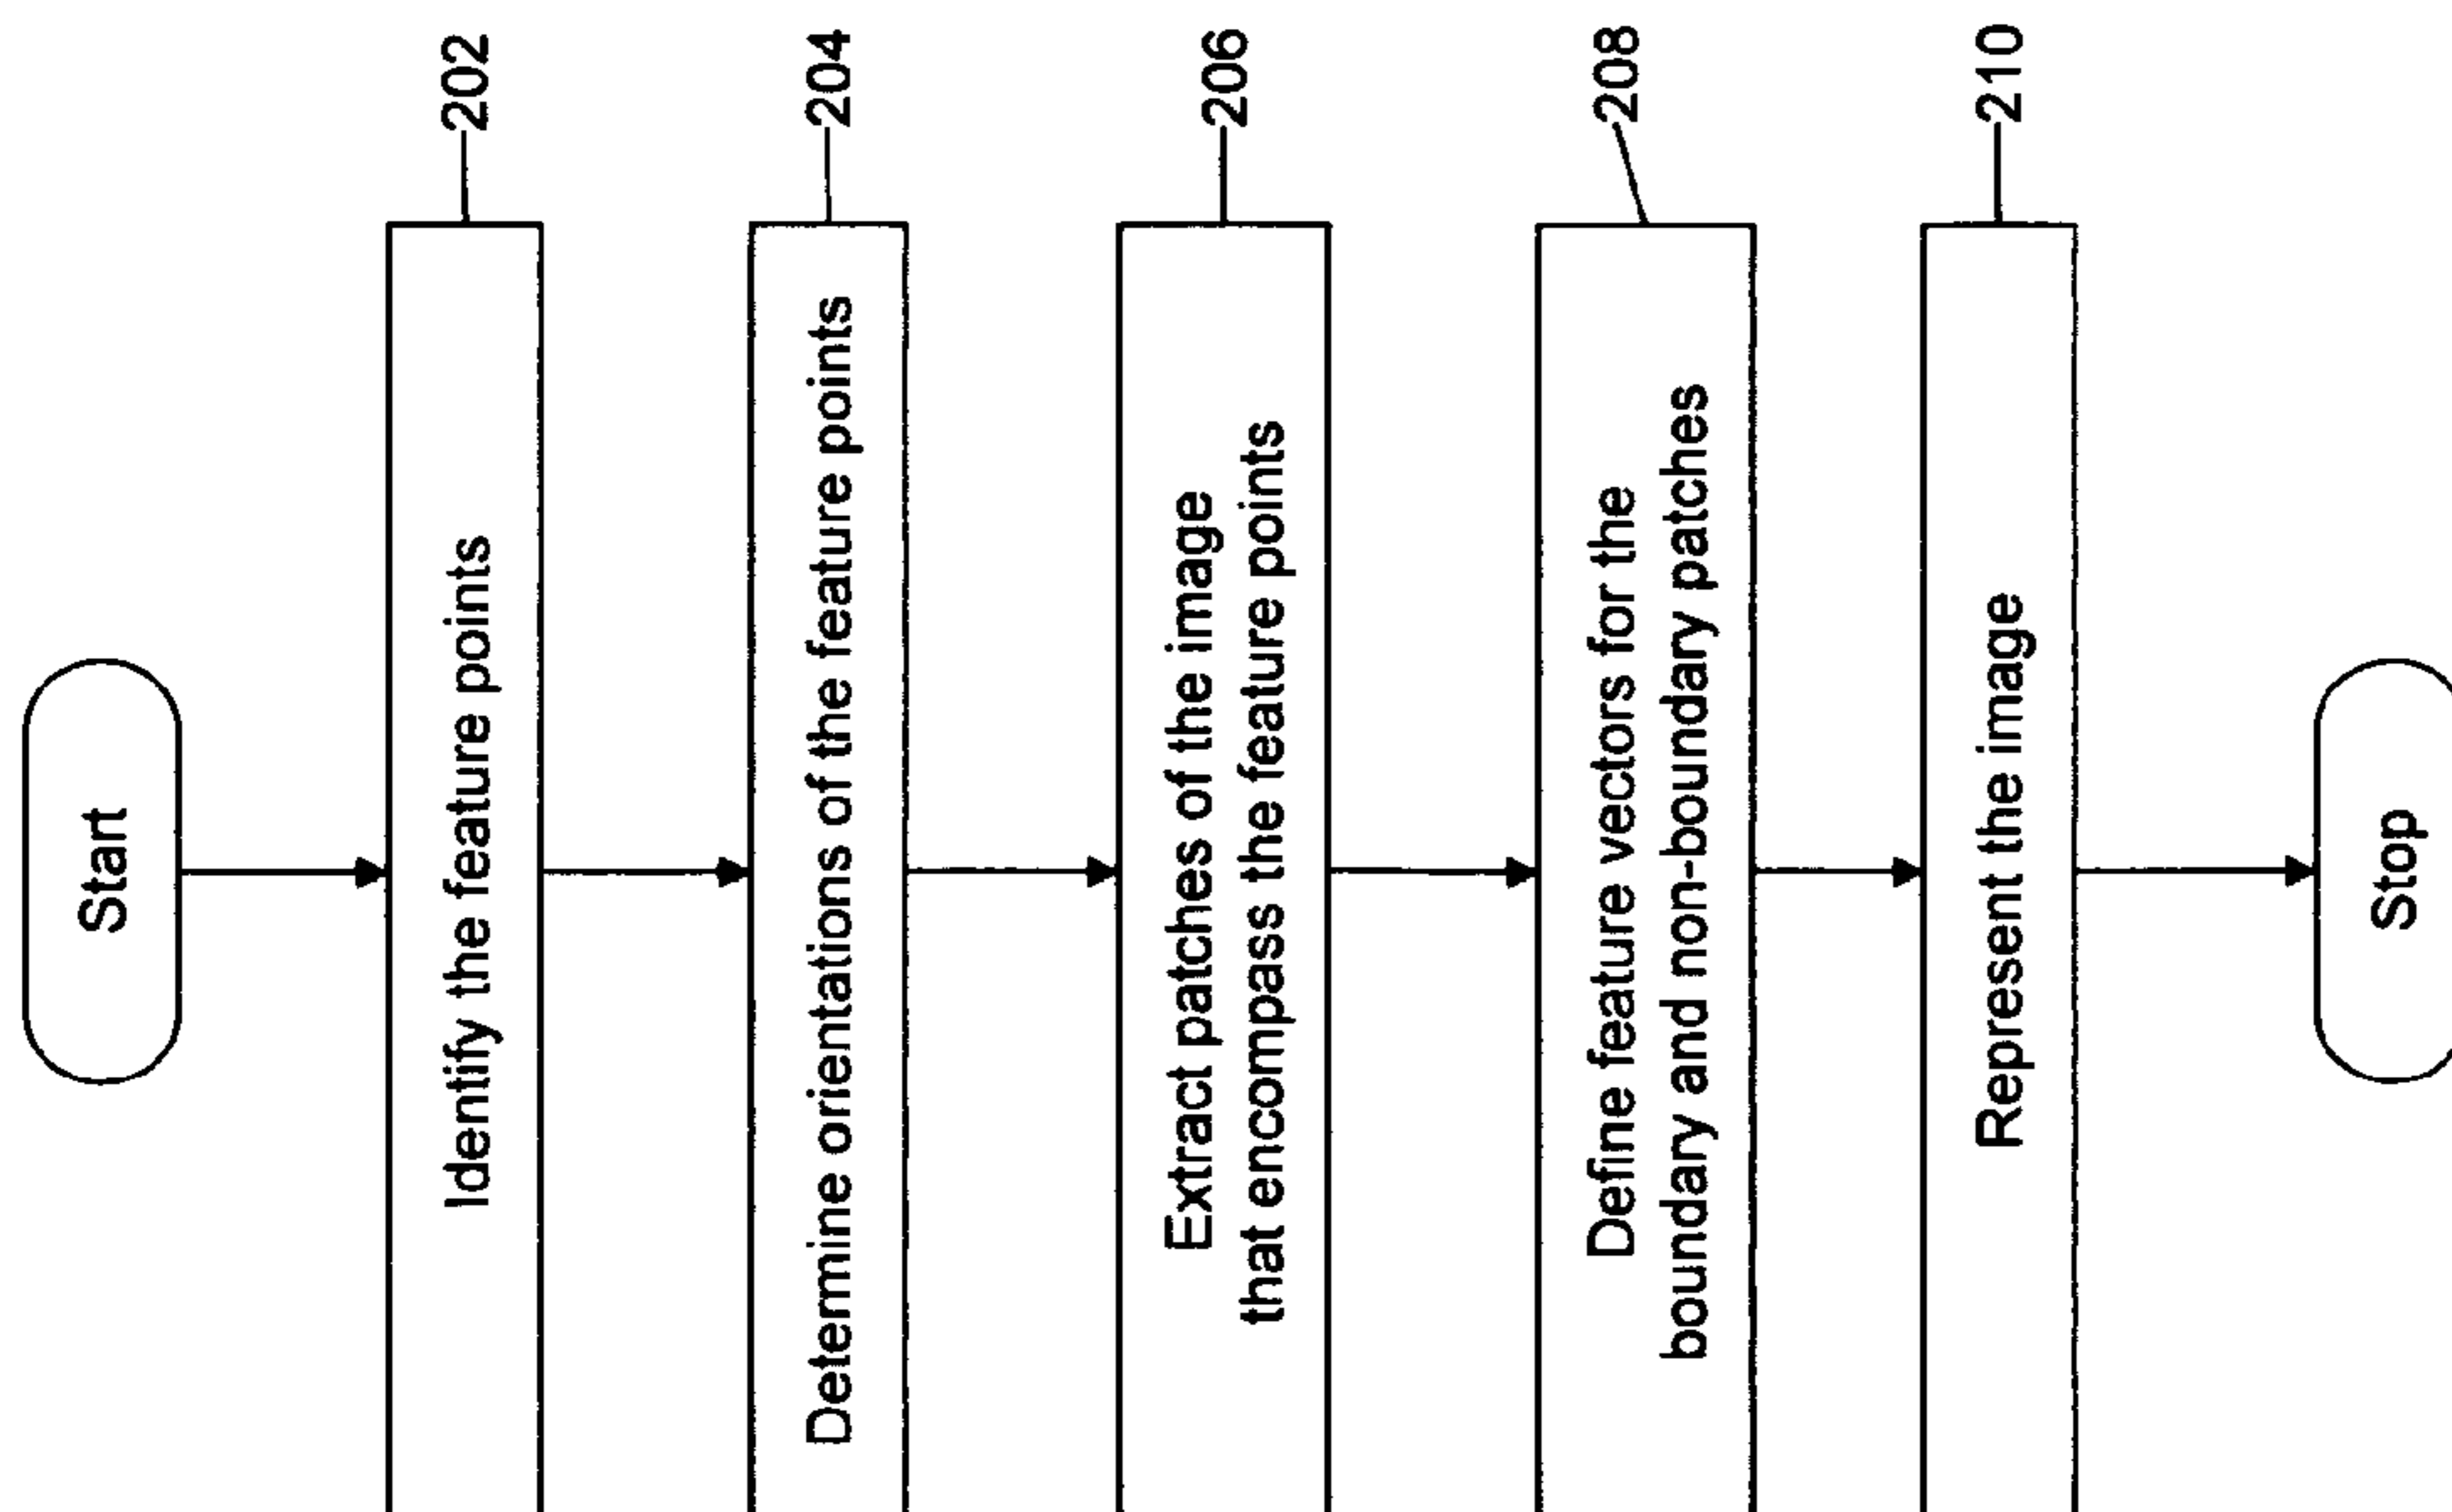 Start
Identify the feature points
202
Determine orientations of the feature points
204
Extract patches of the image
that encompass the feature points
206
Define feature vectors for the
boundary and non-boundary patches
208
Represent the image
210
Stop